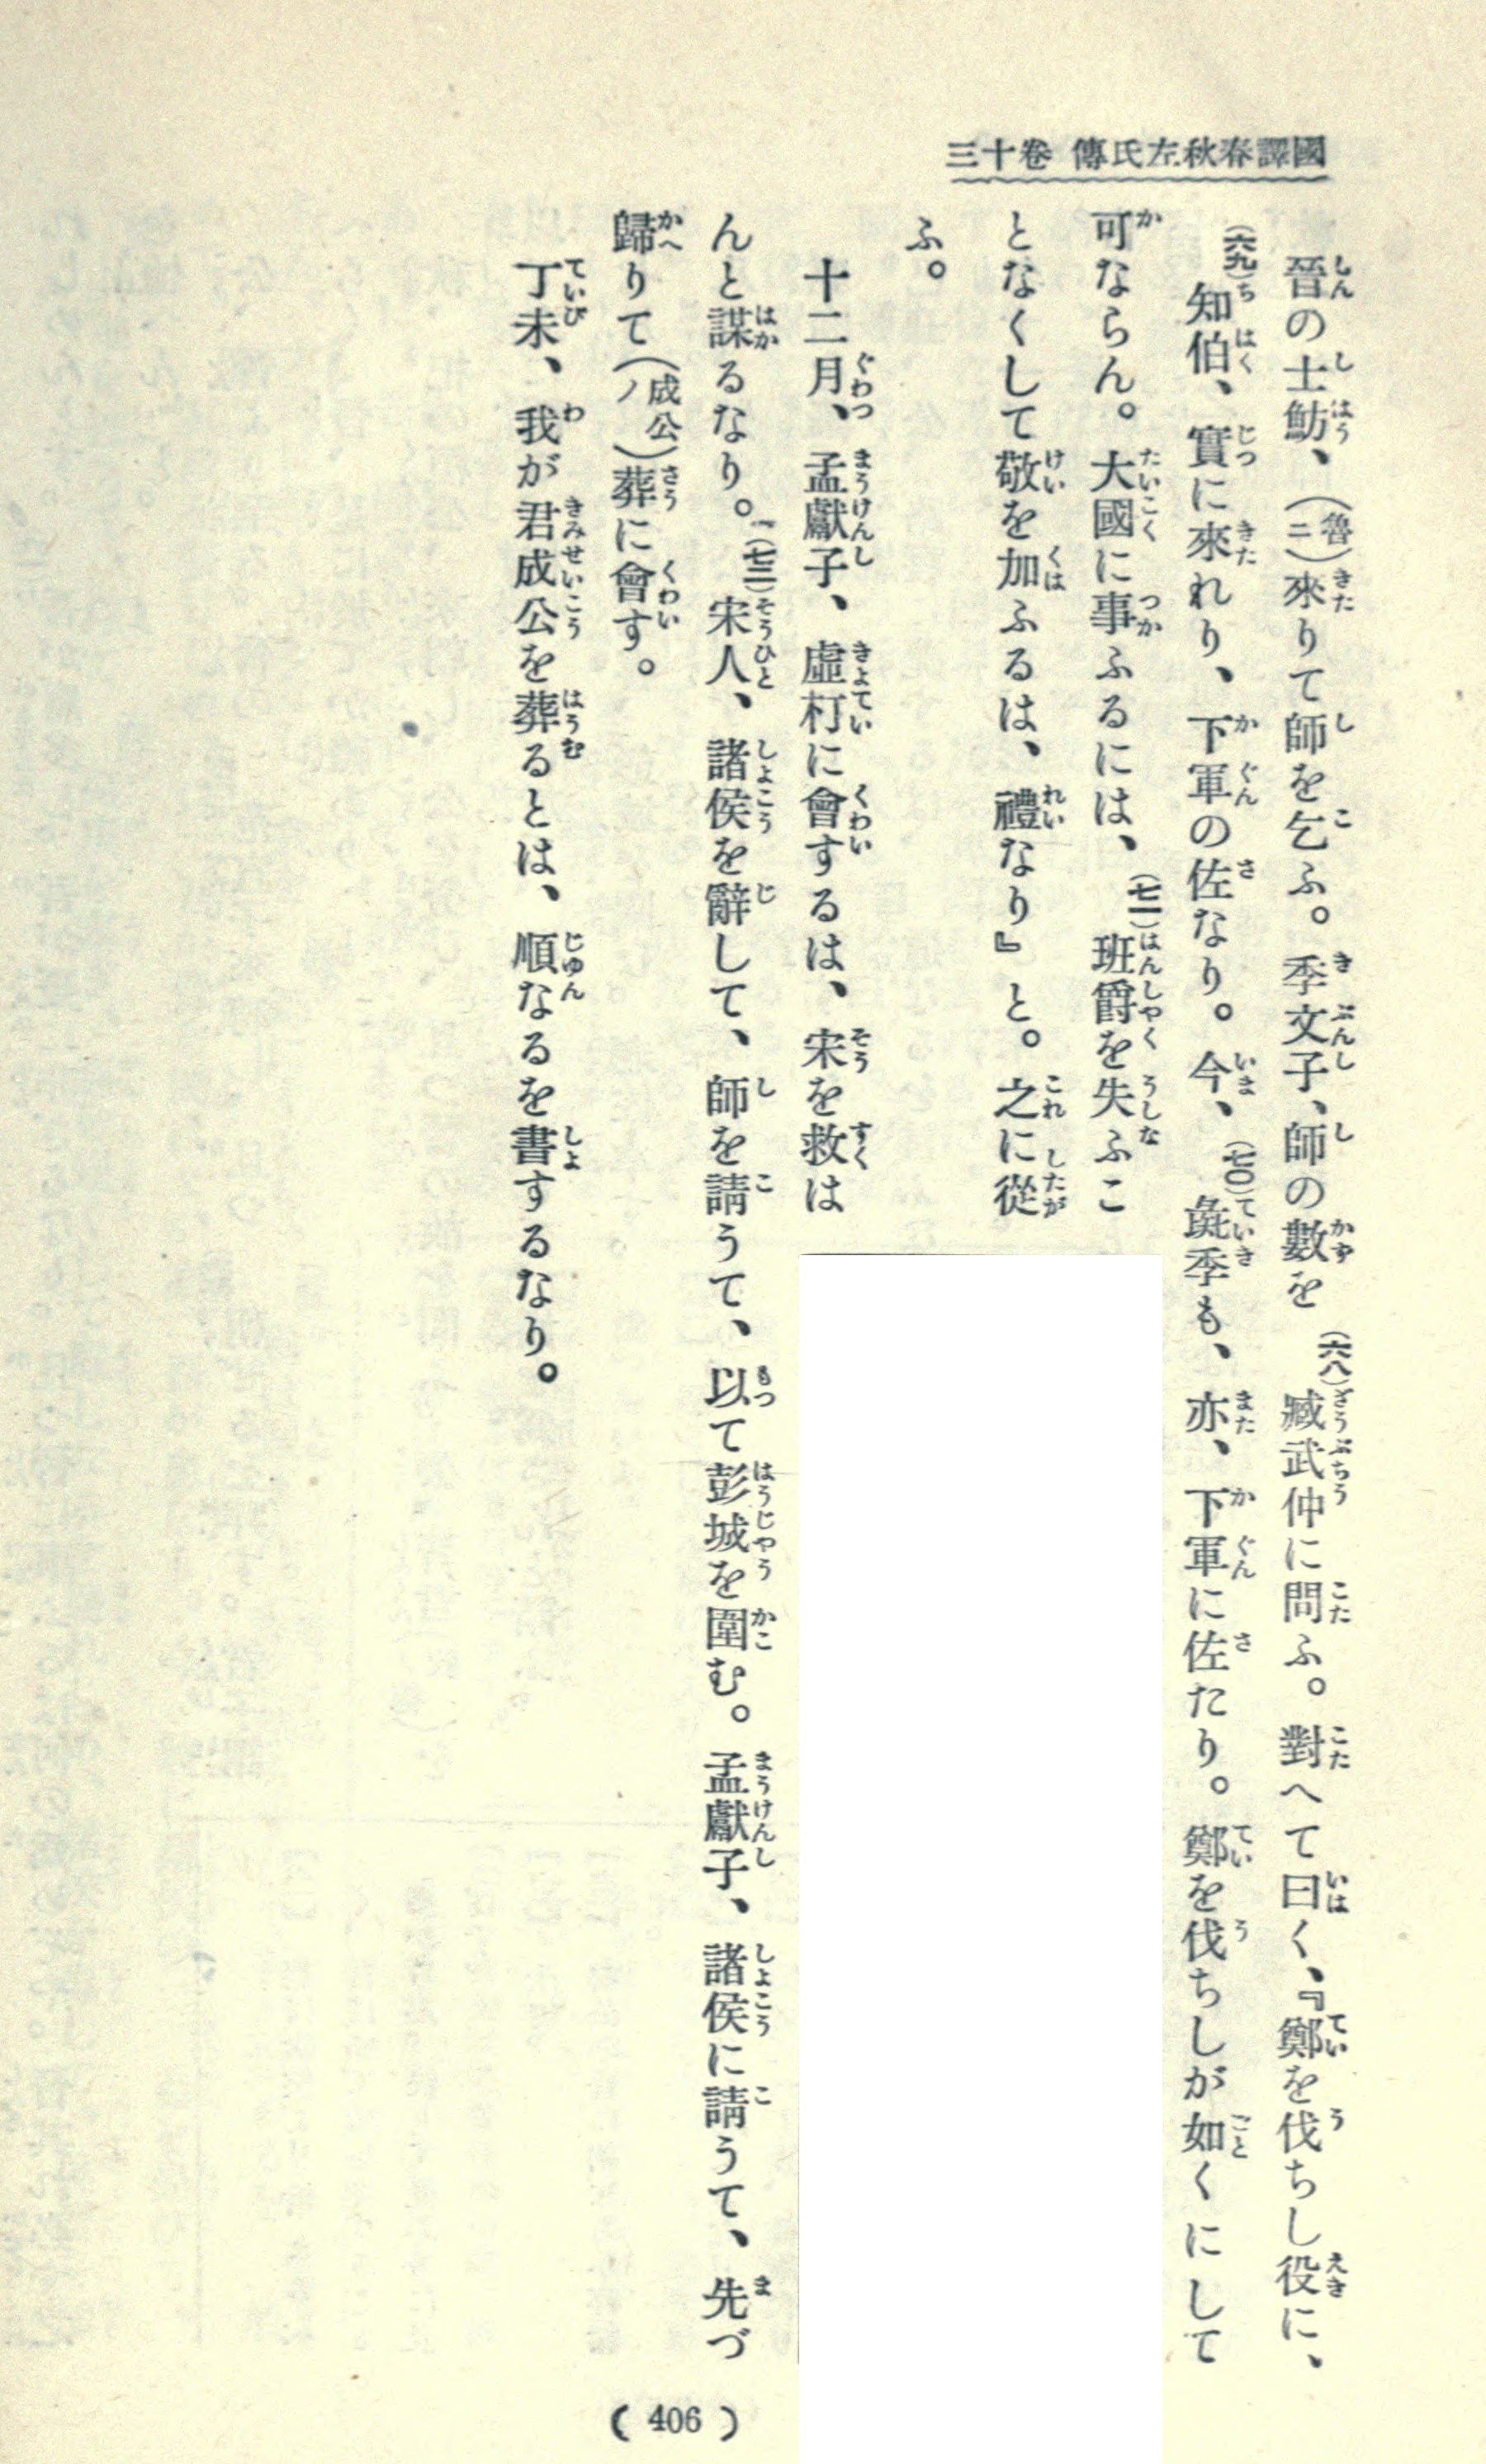 國譯春秋左氏傳 卷十三
晉の士魴、(魯ニ)來りて師を乞ふ。季文子、師の數を(六八)臧武仲に問ふ。對へて曰く、『鄭を伐ちし役に、
(六九)知伯、實に來れり、下軍の佐なり。今、(七〇)彘季も、亦、下軍に佐たり。鄭を伐ちしが如くにして
可ならん。大國に事ふるには、(七一)班爵を失ふこ
となくして敬を加ふるは、禮なり』と。之に從
ふ。
十二月、孟獻子、虛朾に會するは、宋を救は
んと謀るなり。(七二)宋人、諸侯を辭して、師を請うて、以て彭城を圍む。孟獻子、諸侯に請うて、先づ
歸りて(成公ノ)葬に會す。
丁未、我が君成公を葬るとは、順なるを書するなり。
( 406 )